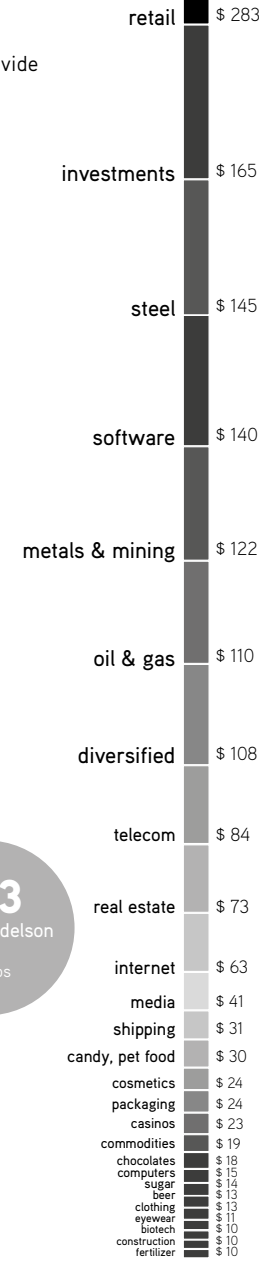 retail $ 283
vide
investments $ 165
steel $ 145
software $ 140
metals & mining $ 122
oil & gas $ 110
diversified $ 108
telecom $ 84
3
real estate $ 73
delson
internet $ 63
os
media $ 41
shipping $ 31
candy, pet food $ 30
cosmetics $ 24
packaging $ 24
casinos $ 23
commodities $ 19
chocolates $ 18
computers $ 15
sugar $ 14
beer $ 13
clothing $ 13
eyewear $ 11
biotech $ 10
construction $ 10
fertilizer $ 10